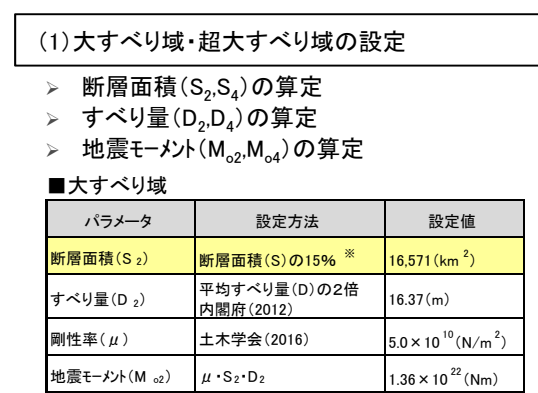 (1)大すべり域・超大すべり域の設定
➢ 断層面積(S2,S4)の算定
➢ すべり量(D2,D4)の算定
➢ 地震モーメント(Mo2,Mo4)の算定
■大すべり域
パラメータ 設定方法 設定値
断層面積(S 2) 断層面積(S)の15% ※ 16,571(km 2)
すべり量(D 2) 平均すべり量(D)の2倍 16.37(m)
内閣府(2012)
剛性率(μ) 土木学会(2016) 5.0×10 10(N/m 2)
地震モーメント(M o2) μ・S2・D2 1.36×10 22(Nm)